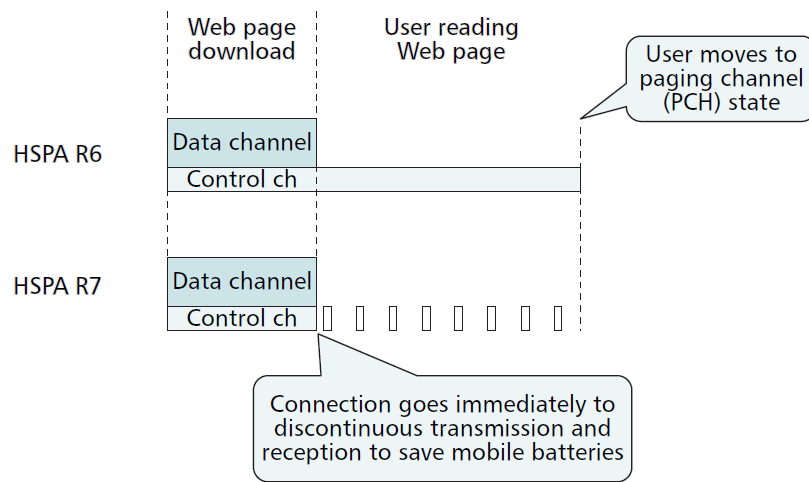 Web page
download
User reading
Web page
User moves to
paging channel
(PCH) state
HSPA R6
Data channel
Control ch
HSPA R7
Data channel
Control ch
Connection goes immediately to
discontinuous transmission and
reception to save mobile batteries